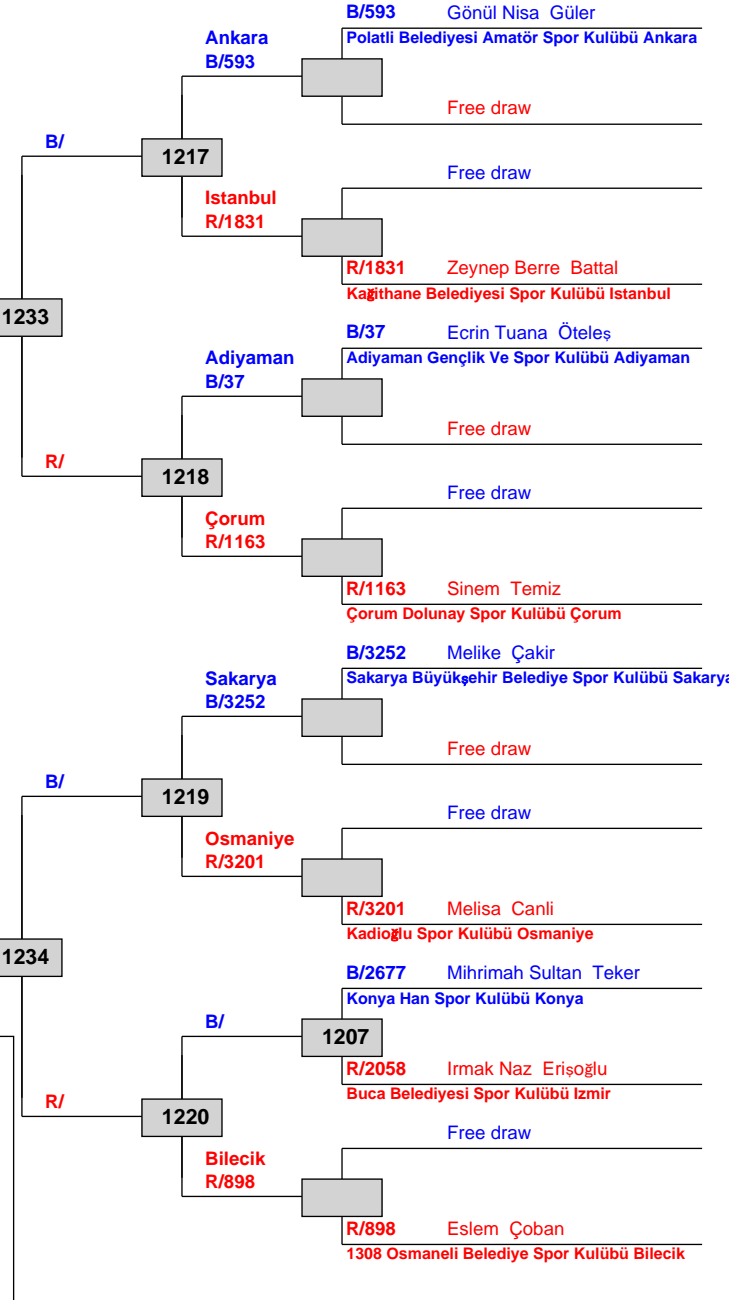 B/593 Gönül Nisa Güler
Polatli Belediyesi Amatör Spor Kulübü Ankara
Ankara
B/593
Free draw
B/
1217
Free draw
Istanbul
R/1831
R/1831 Zeynep Berre Battal
Kağithane Belediyesi Spor Kulübü Istanbul
1233
B/37 Ecrin Tuana Öteleş
Adiyaman Gençlik Ve Spor Kulübü Adiyaman
Adiyaman
B/37
Free draw
R/
1218
Free draw
Çorum
R/1163
R/1163 Sinem Temiz
Çorum Dolunay Spor Kulübü Çorum
B/3252 Melike Çakir
Sakarya Büyükşehir Belediye Spor Kulübü Sakarya
Sakarya
B/3252
Free draw
B/
1219
Free draw
Osmaniye
R/3201
R/3201 Melisa Canli
Kadioğlu Spor Kulübü Osmaniye
1234
B/2677 Mihrimah Sultan Teker
Konya Han Spor Kulübü Konya
B/
1207
R/2058 Irmak Naz Erişoğlu
Buca Belediyesi Spor Kulübü Izmir
R/
1220
Free draw
Bilecik
R/898
R/898 Eslem Çoban
1308 Osmaneli Belediye Spor Kulübü Bilecik